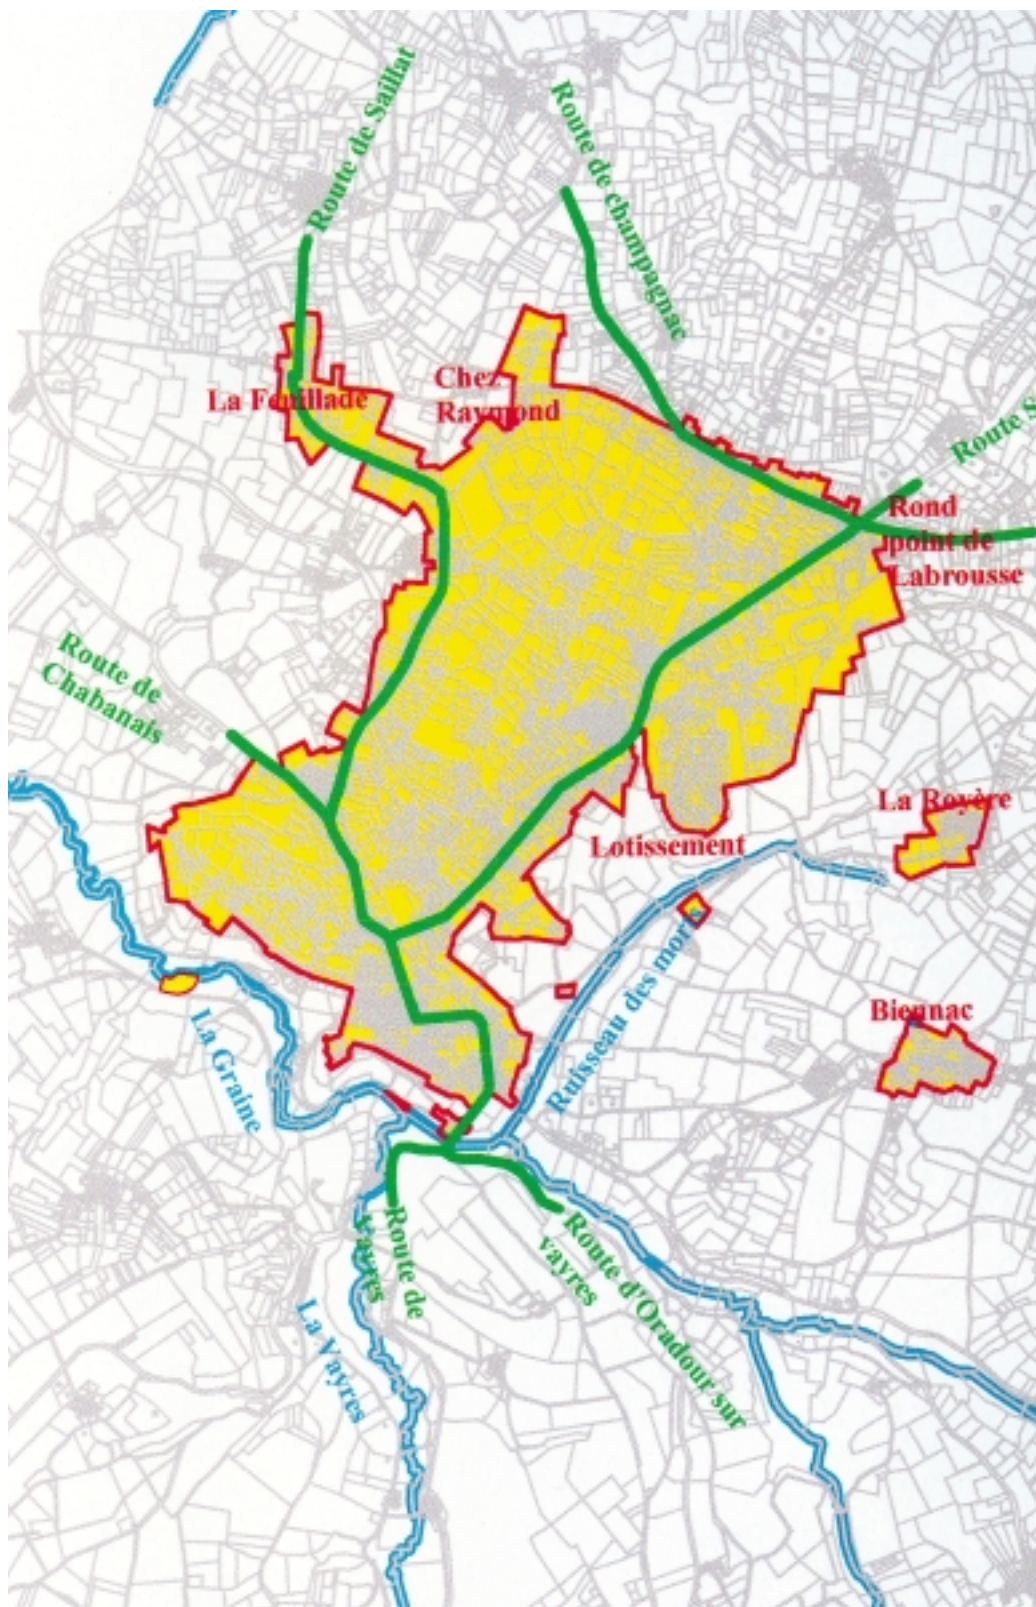 Route de Saillat
Route de champagnac
La Feuillade
Chez
Raymond
Route s
Rond
point de
Labrousse
Route de
Chabanais
La Royère
Lotissement
Ruisseau des morts
Biennac
La Graine
Route de
vayres
Route d'Oradour sur
vayres
La Vayres